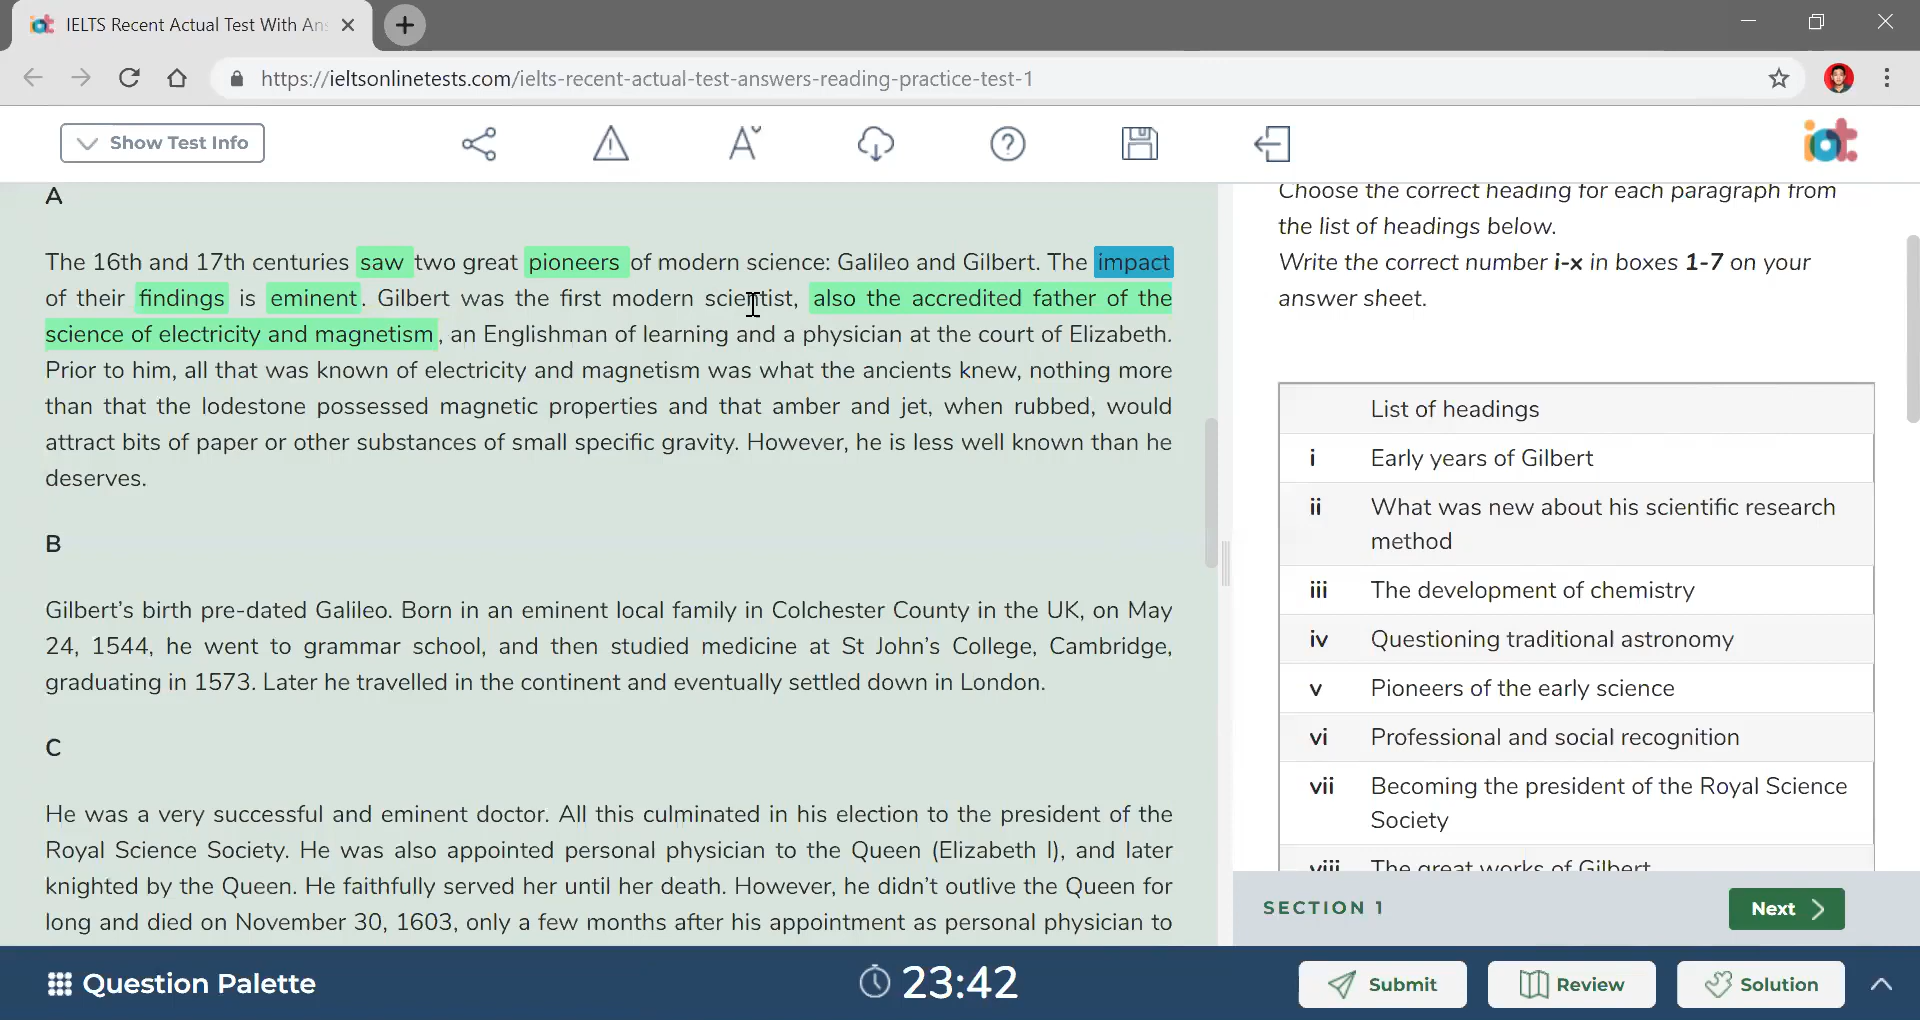 IELTS Recent Actual Test With Ans
https://ieltsonlinetests.com/ielts-recent-actual-test-answers-reading-practice-test-1
Show Test Info
iot
A
The 16th and 17th centuries saw two great pioneers of modern science: Galileo and Gilbert. The impact
of their findings is eminent. Gilbert was the first modern scientist, also the accredited father of the
science of electricity and magnetism, an Englishman of learning and a physician at the court of Elizabeth.
Prior to him, all that was known of electricity and magnetism was what the ancients knew, nothing more
than that the lodestone possessed magnetic properties and that amber and jet, when rubbed, would
attract bits of paper or other substances of small specific gravity. However, he is less well known than he
deserves.
B
Gilbert's birth pre-dated Galileo. Born in an eminent local family in Colchester County in the UK, on May
24, 1544, he went to grammar school, and then studied medicine at St John's College, Cambridge,
graduating in 1573. Later he travelled in the continent and eventually settled down in London.
C
He was a very successful and eminent doctor. All this culminated in his election to the president of the
Royal Science Society. He was also appointed personal physician to the Queen (Elizabeth I), and later
knighted by the Queen. He faithfully served her until her death. However, he didn't outlive the Queen for
long and died on November 30, 1603, only a few months after his appointment as personal physician to
Choose the correct heading for each paragraph from
the list of headings below.
Write the correct number i-x in boxes 1-7 on your
answer sheet.
List of headings
i Early years of Gilbert
ii What was new about his scientific research
method
iii The development of chemistry
iv Questioning traditional astronomy
v Pioneers of the early science
vi Professional and social recognition
vii Becoming the president of the Royal Science
Society
viii The great works of Gilbert
SECTION 1
Next
Question Palette
23:42
Submit
Review
Solution